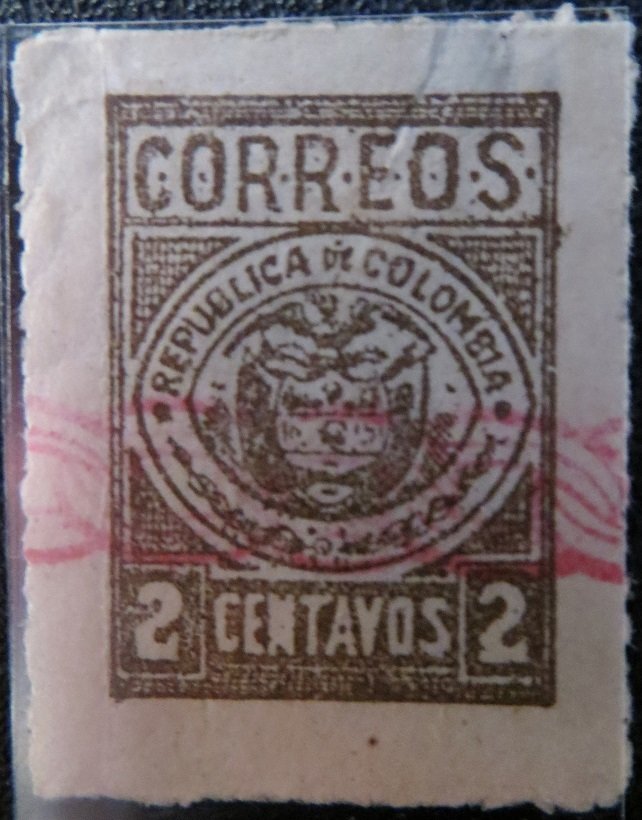 CORREOS
REPUBLICA DE COLOMBIA
2 CENTAVOS 2